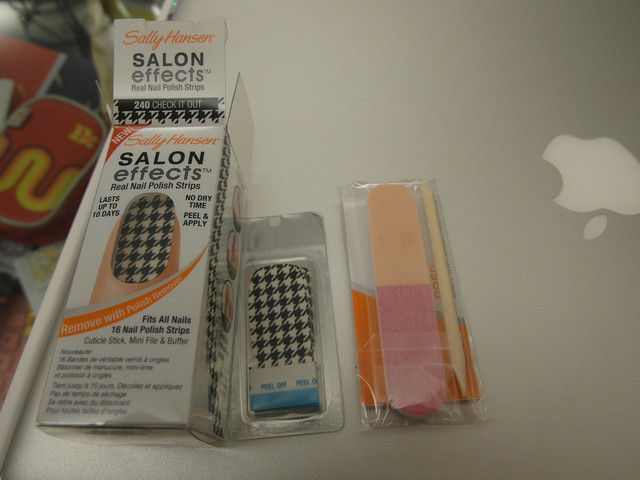 Sally Hansen
SALON
effects™
Real Nail Polish Strips
240 CHECK IT OUT
NEW!
Sally Hansen
SALON
effects™
Real Nail Polish Strips
LASTS
UP TO
10 DAYS
NO DRY
TIME
PEEL &
APPLY
Remove with Polish Remover
Fits All Nails
16 Nail Polish Strips
Cuticle Stick, Mini File & Buffer
Nouveauté!
16 Bandes de véritable vernis à ongles
Bâtonnet de manucure, mini-lime
et polissoir à ongles
Tient jusqu'à 10 jours, Décollez et appliquez
Pas de temps de séchage
Se retire avec du dissolvant
Pour toutes tailles d'ongles
PEEL OFF
PEEL O